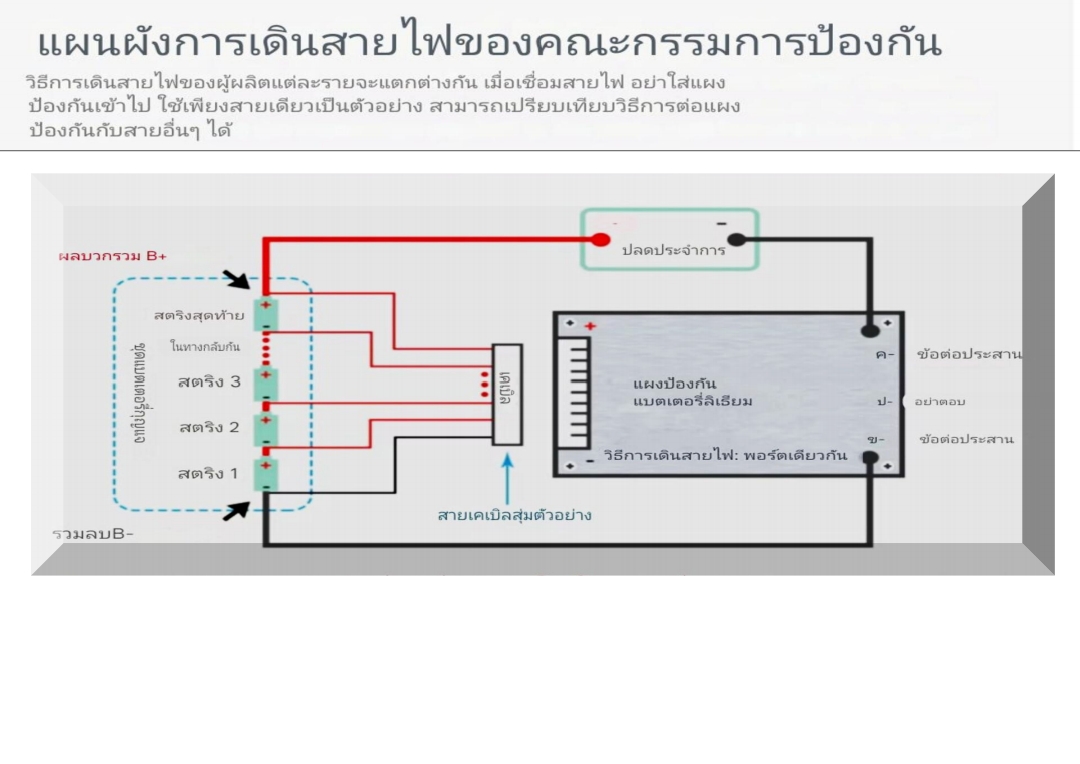 แผนผังการเดินสายไฟของคณะกรรมการป้องกัน
วิธีการเดินสายไฟของผู้ผลิตแต่ละรายจะแตกต่างกัน เมื่อเชื่อมสายไฟ อย่าใส่แผง
ป้องกันเข้าไป ใช้เพียงสายเดียวเป็นตัวอย่าง สามารถเปรียบเทียบวิธีการต่อแผง
ป้องกันกับสายอื่นๆ ได้
ผลบวกรวม B+
ปลดประจำการ
สตริงสุดท้าย
ในทางกลับกัน
สตริง 3
สตริง 2
สตริง 1
รวมลบB-
เคเบิล
สายเคเบิลสุ่มตัวอย่าง
แผงป้องกัน
แบตเตอรี่ลิเธียม
วิธีการเดินสายไฟ: พอร์ตเดียวกัน
ค- ข้อต่อประสาน
ป- อย่าตอบ
ข- ข้อต่อประสาน